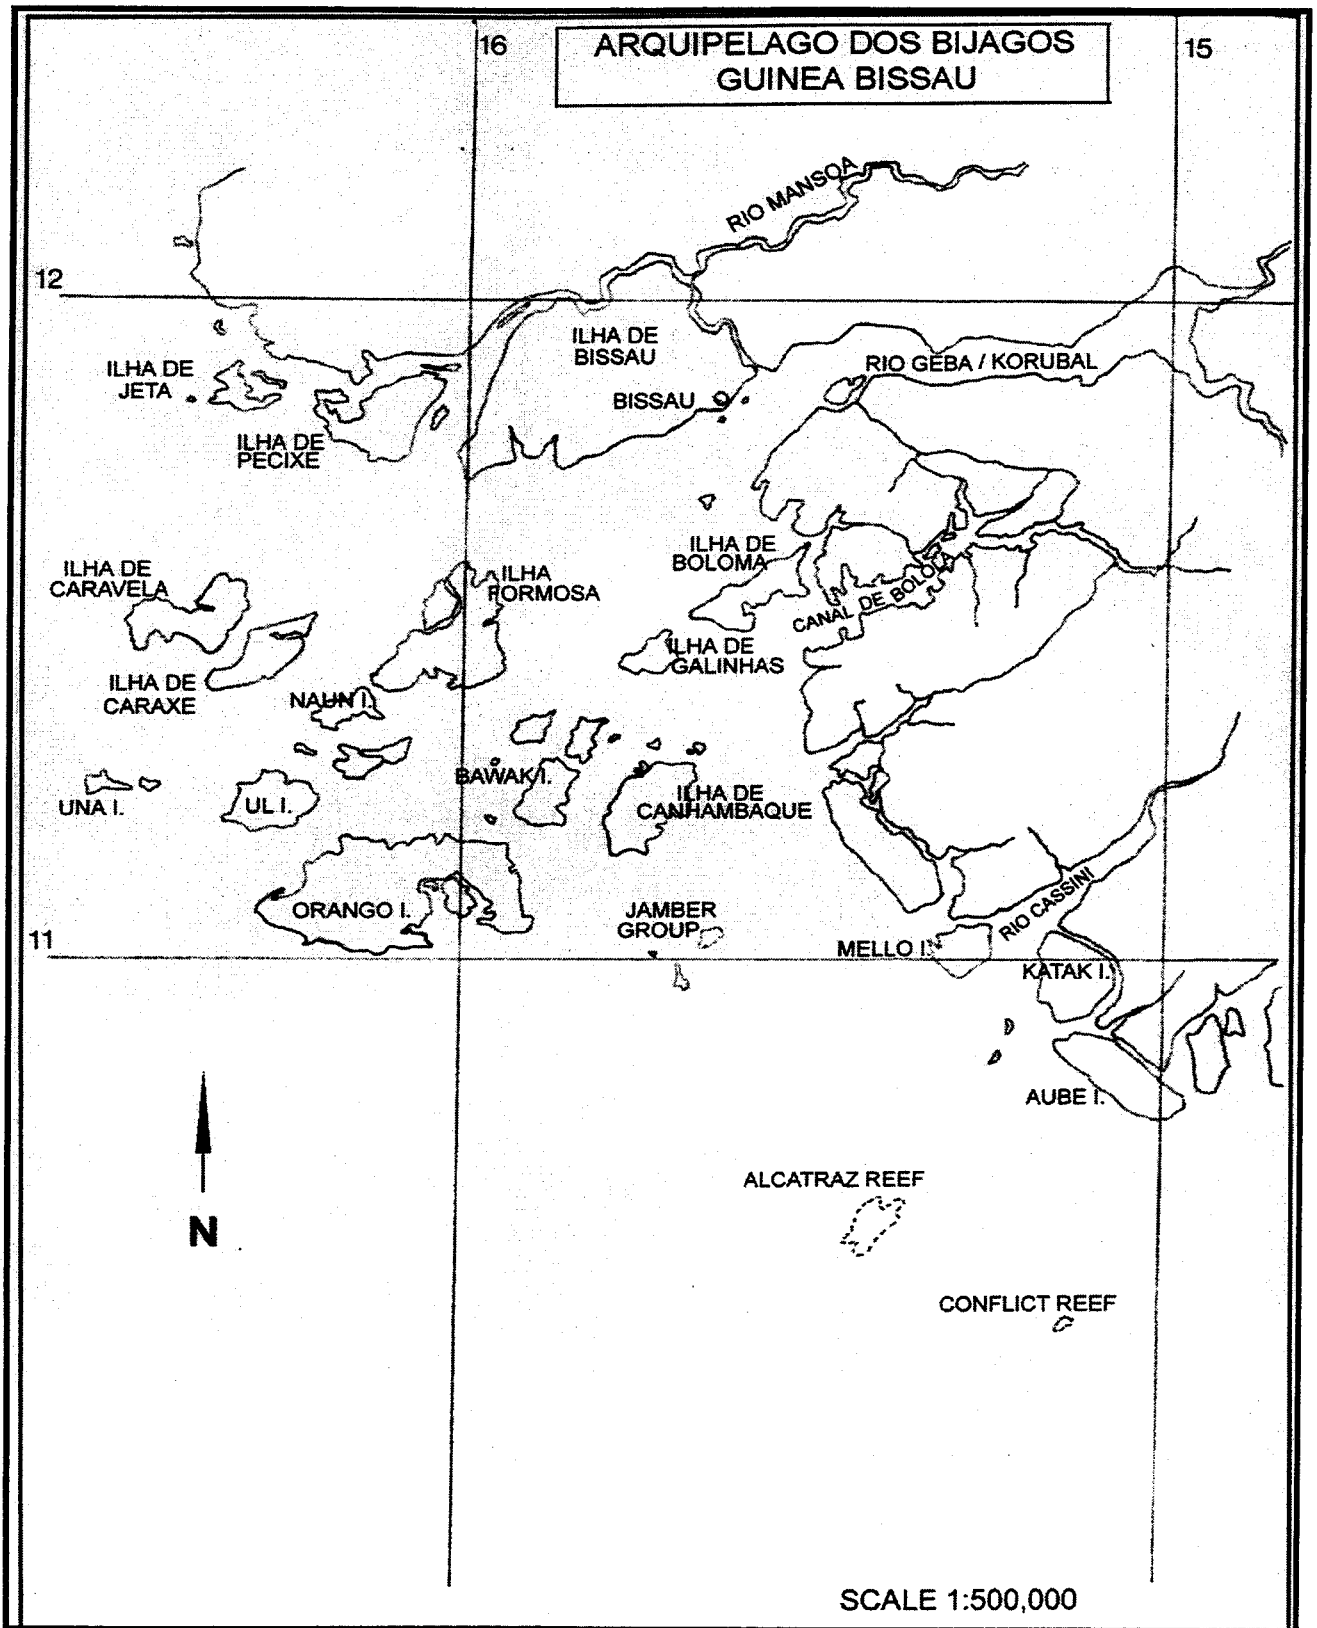 16
ARQUIPELAGO DOS BIJAGOS
GUINEA BISSAU
15
RIO MANSOA
12
ILHA DE
BISSAU
ILHA DE
JETA
RIO GEBA / KORUBAL
BISSAU
ILHA DE
PECIXE
ILHA DE
BOLOMA
ILHA DE
CARAVELA
ILHA
FORMOSA
CANAL DE BOLOLA
ILHA DE
GALINHAS
ILHA DE
CARAXE
NAUN I.
BAWAK I.
UNA I.
UL I.
ILHA DE
CANHAMBAQUE
ORANGO I.
JAMBER
GROUP
RIO CASSINI
11
MELLO I.
KATAK I.
AUBE I.
ALCATRAZ REEF
N
CONFLICT REEF
SCALE 1:500,000